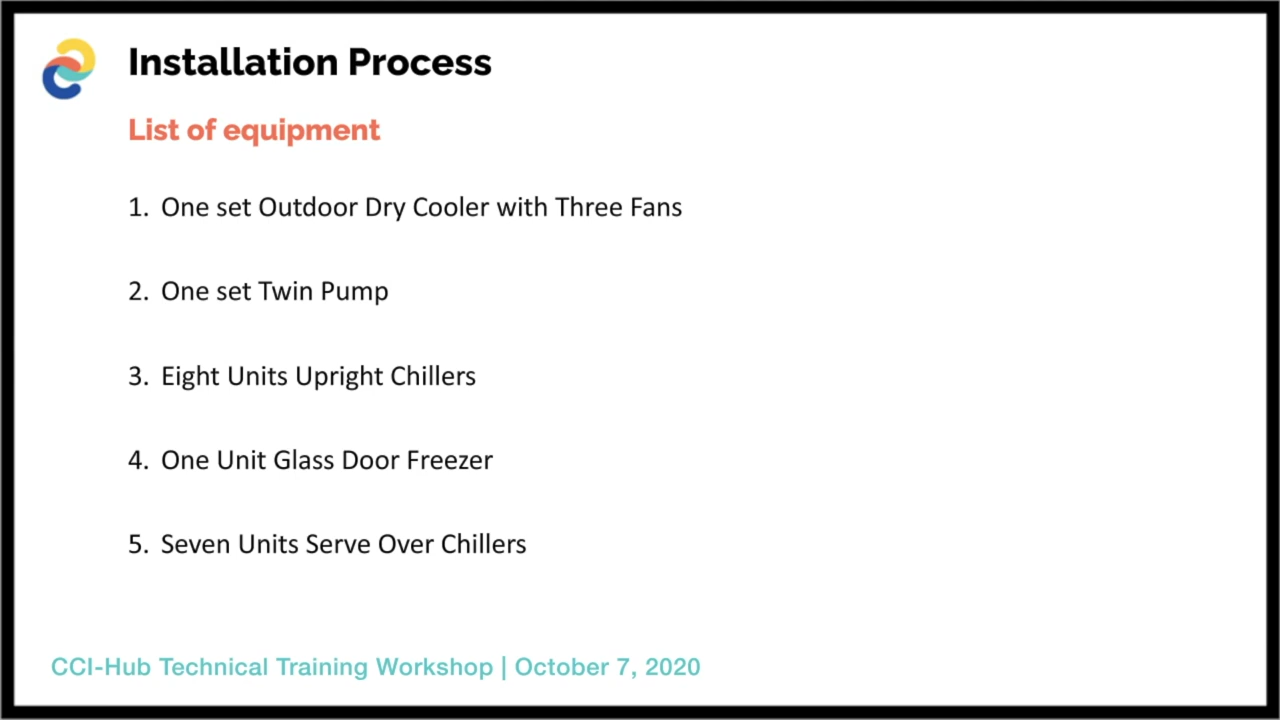 Installation Process
List of equipment
1. One set Outdoor Dry Cooler with Three Fans
2. One set Twin Pump
3. Eight Units Upright Chillers
4. One Unit Glass Door Freezer
5. Seven Units Serve Over Chillers
CCI-Hub Technical Training Workshop | October 7, 2020